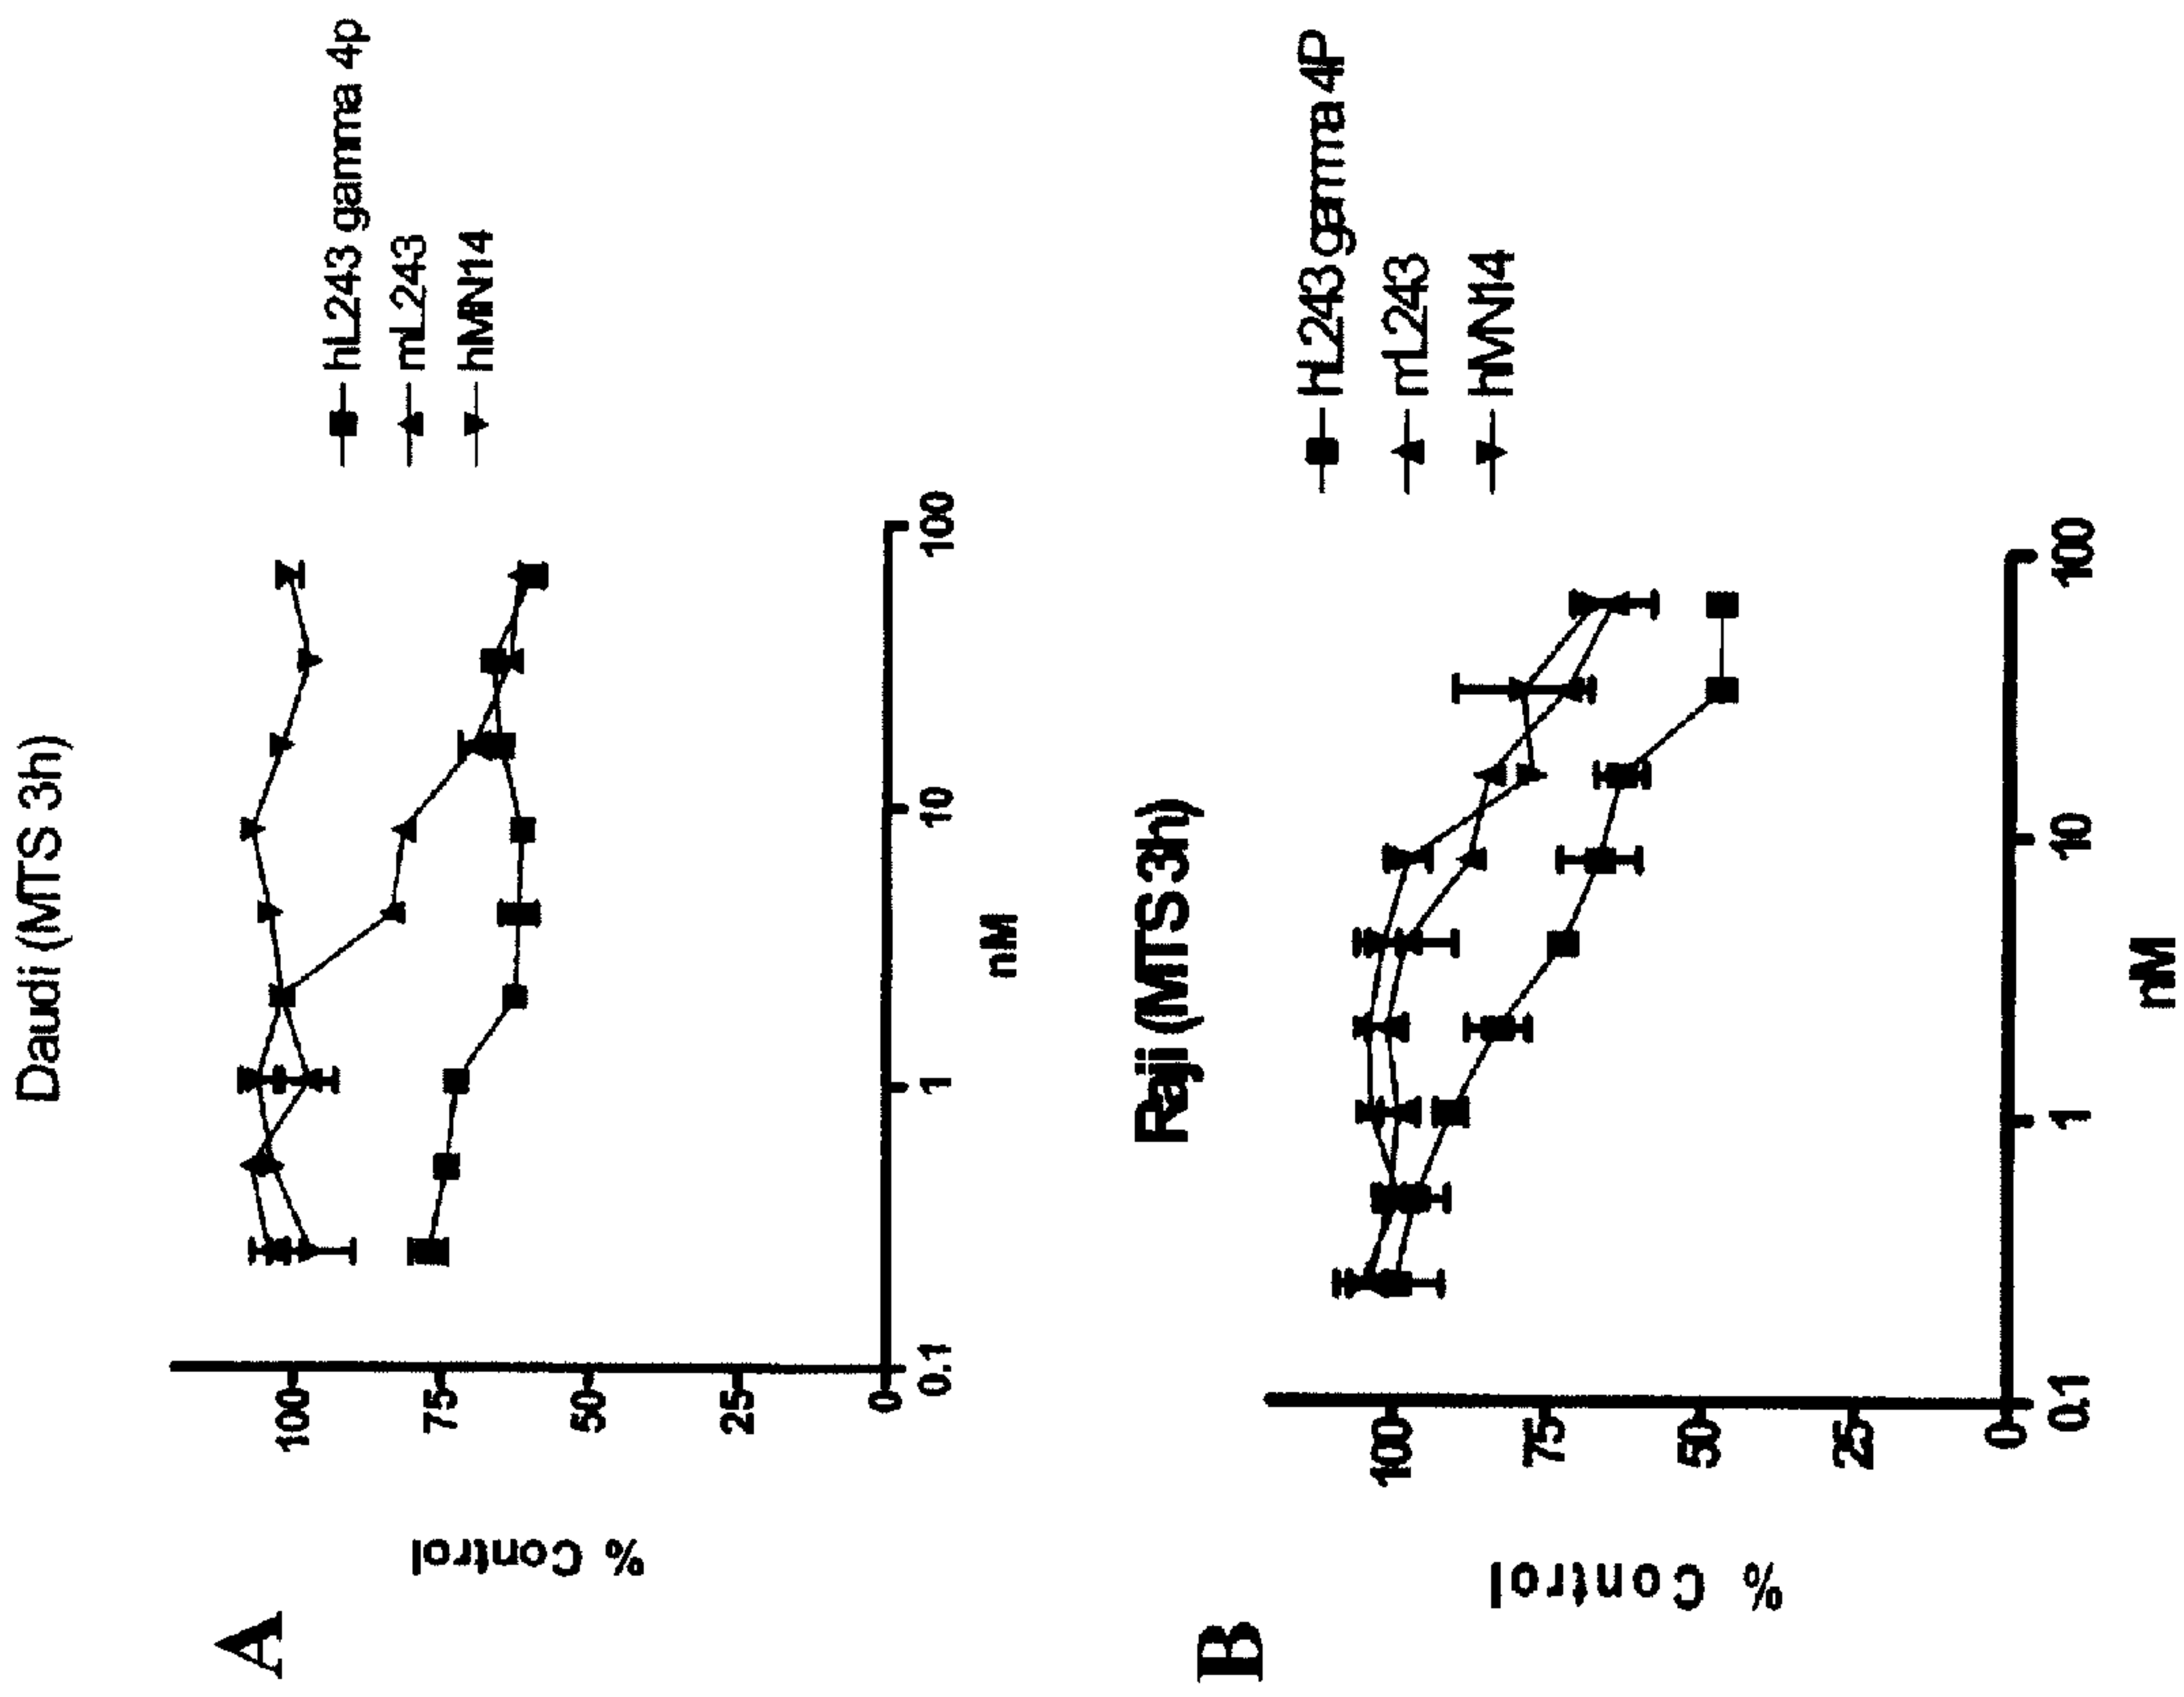 A
Daudi (MTS 3h)
% Control
100
75
50
25
0
0.1
1
10
100
nM
hL243 gamma 4p
mL243
hMN14
B
Raji (MTS 3h)
% Control
100
75
50
25
0
0.1
1
10
100
nM
hL243 gamma 4P
mL243
hMN14